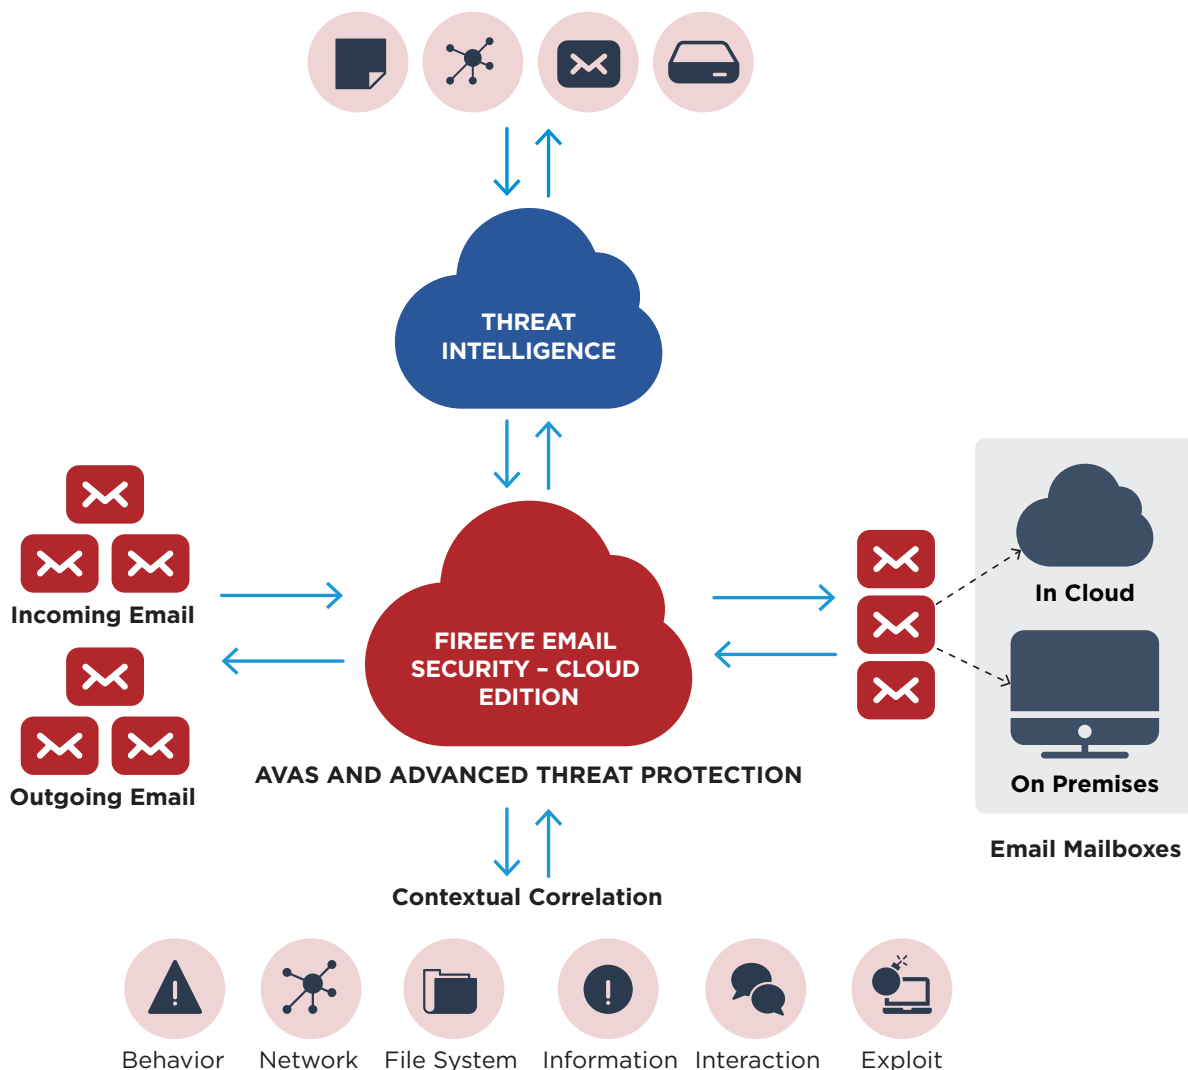 THREAT
INTELLIGENCE
Incoming Email
Outgoing Email
FIREEYE EMAIL
SECURITY – CLOUD
EDITION
AVAS AND ADVANCED THREAT PROTECTION
In Cloud
On Premises
Email Mailboxes
Contextual Correlation
Behavior
Network
File System
Information
Interaction
Exploit